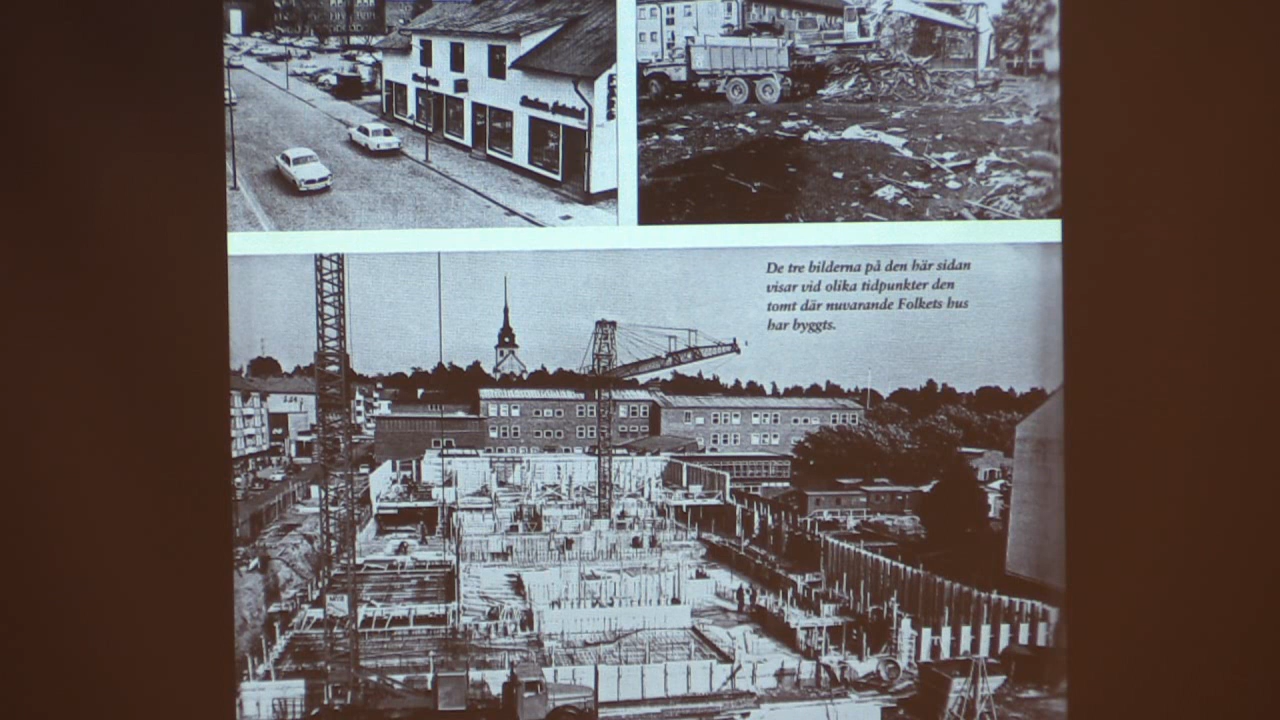 De tre bilderna på den här sidan
visar vid olika tidpunkter den
tomt där nuvarande Folkets hus
har byggts.